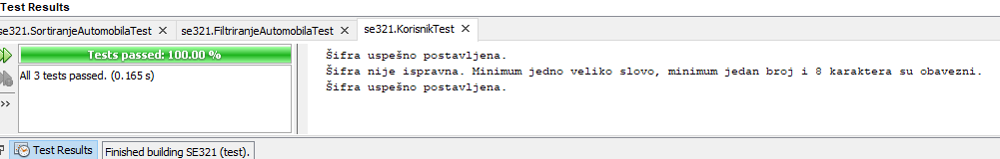 Test Results
se321.SortiranjeAutomobilaTest
se321.FiltriranjeAutomobilaTest
se321.KorisnikTest
Tests passed: 100.00 %
All 3 tests passed. (0.165 s)
Šifra uspešno postavljena.
Šifra nije ispravna. Minimum jedno veliko slovo, minimum jedan broj i 8 karaktera su obavezni.
Šifra uspešno postavljena.
>>
Test Results
Finished building SE321 (test).